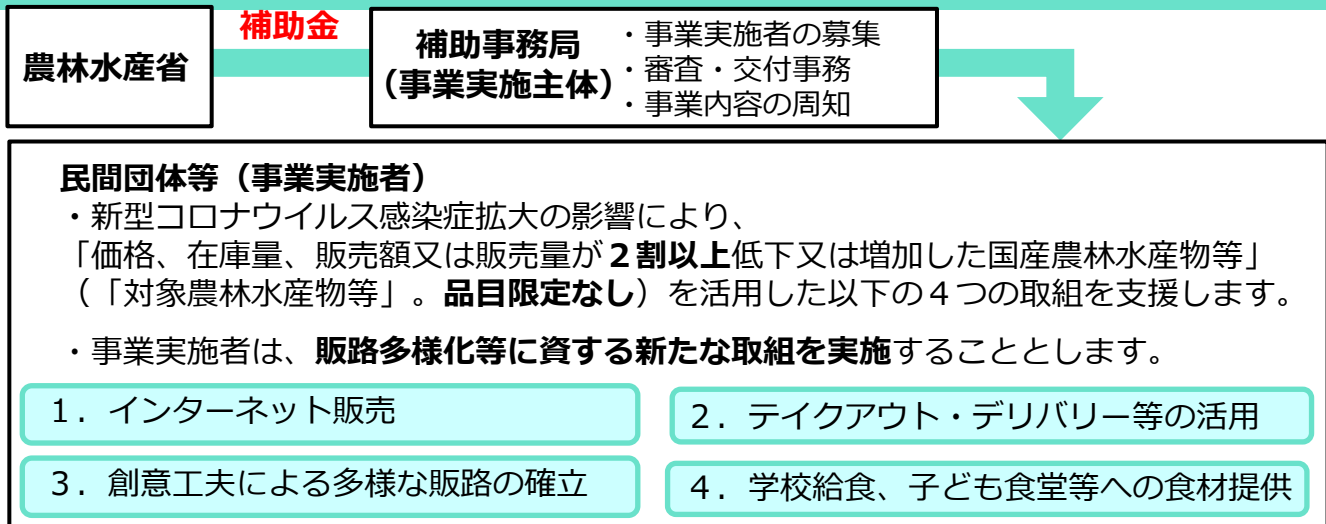 農林水産省
補助金
補助事務局
（事業実施主体）
・事業実施者の募集
・審査・交付事務
・事業内容の周知
民間団体等（事業実施者）
・新型コロナウイルス感染症拡大の影響により、
「価格、在庫量、販売額又は販売量が２割以上低下又は増加した国産農林水産物等」
（「対象農林水産物等」。品目限定なし）を活用した以下の４つの取組を支援します。
・事業実施者は、販路多様化等に資する新たな取組を実施することとします。
１．インターネット販売
２．テイクアウト・デリバリー等の活用
３．創意工夫による多様な販路の確立
４．学校給食、子ども食堂等への食材提供